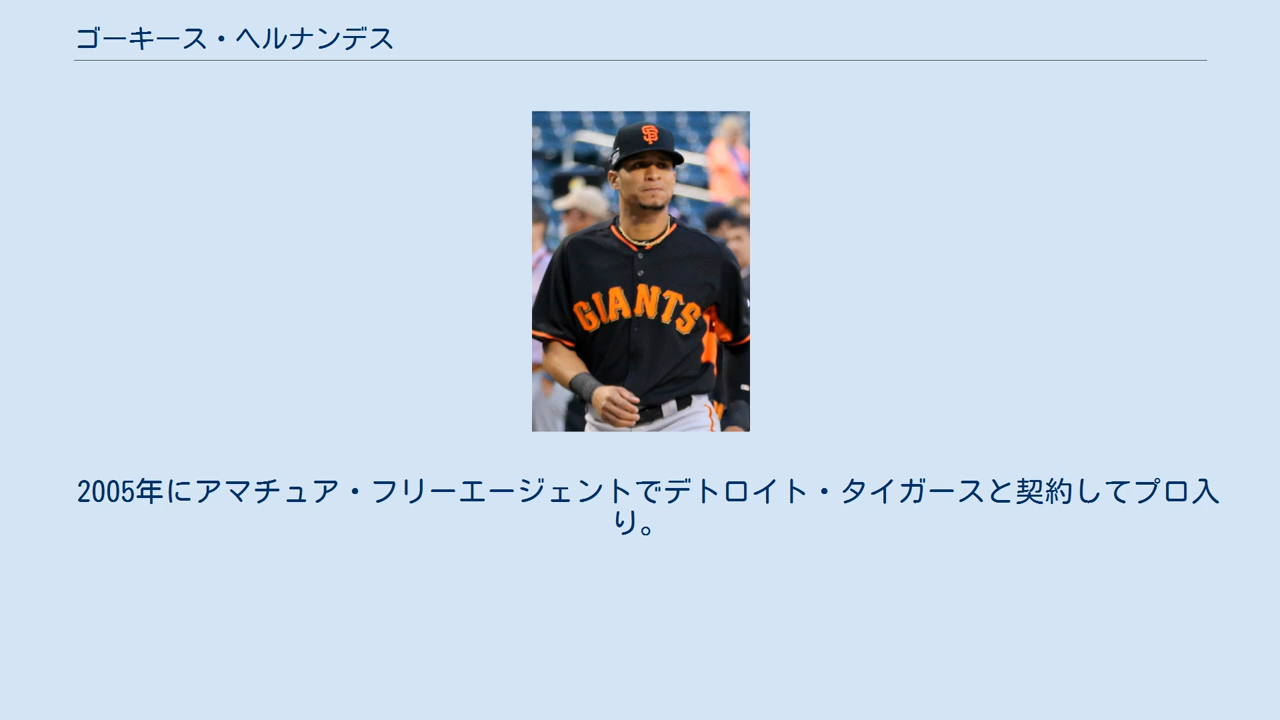 ゴーキース・ヘルナンデス
SF
GIANTS
2005年にアマチュア・フリーエージェントでデトロイト・タイガースと契約してプロ入
り。